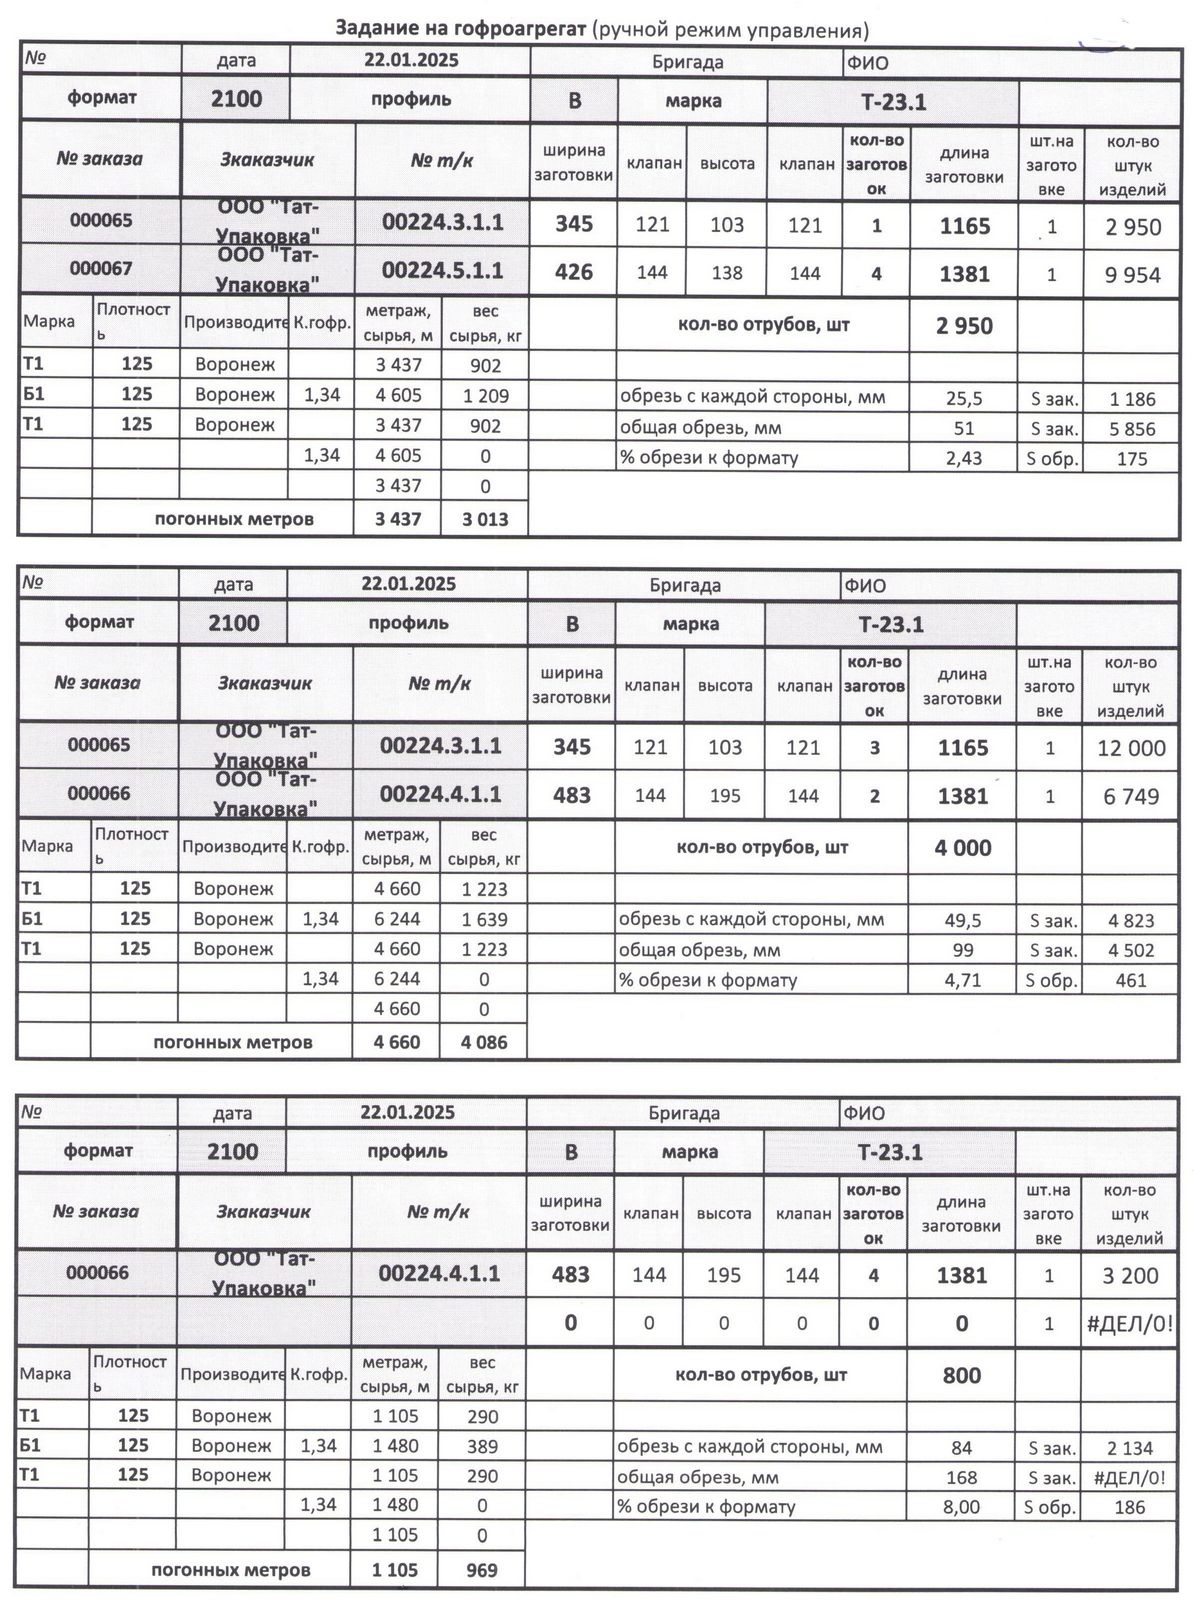 Задание на гофроагрегат (ручной режим управления)
№ дата 22.01.2025 Бригада ФИО
формат 2100 профиль В марка Т-23.1
№ заказа Зкаказчик № т/к ширина заготовки клапан высота клапан кол-во заготовок длина заготовки шт.на заготовке кол-во штук изделий
000065 ООО "Тат-Упаковка" 00224.3.1.1 345 121 103 121 1 1165 1 2 950
000067 ООО "Тат-Упаковка" 00224.5.1.1 426 144 138 144 4 1381 1 9 954
Марка Плотность Производите К.гофр. метраж, сырья, м вес сырья, кг кол-во отрубов, шт 2 950
Т1 125 Воронеж 3 437 902
Б1 125 Воронеж 1,34 4 605 1 209 обрезь с каждой стороны, мм 25,5 S зак. 1 186
Т1 125 Воронеж 3 437 902 общая обрезь, мм 51 S зак. 5 856
1,34 4 605 0 % обрези к формату 2,43 S обр. 175
3 437 0
погонных метров 3 437 3 013
№ дата 22.01.2025 Бригада ФИО
формат 2100 профиль В марка Т-23.1
№ заказа Зкаказчик № т/к ширина заготовки клапан высота клапан кол-во заготовок длина заготовки шт.на заготовке кол-во штук изделий
000065 ООО "Тат-Упаковка" 00224.3.1.1 345 121 103 121 3 1165 1 12 000
000066 ООО "Тат-Упаковка" 00224.4.1.1 483 144 195 144 2 1381 1 6 749
Марка Плотность Производите К.гофр. метраж, сырья, м вес сырья, кг кол-во отрубов, шт 4 000
Т1 125 Воронеж 4 660 1 223
Б1 125 Воронеж 1,34 6 244 1 639 обрезь с каждой стороны, мм 49,5 S зак. 4 823
Т1 125 Воронеж 4 660 1 223 общая обрезь, мм 99 S зак. 4 502
1,34 6 244 0 % обрези к формату 4,71 S обр. 461
4 660 0
погонных метров 4 660 4 086
№ дата 22.01.2025 Бригада ФИО
формат 2100 профиль В марка Т-23.1
№ заказа Зкаказчик № т/к ширина заготовки клапан высота клапан кол-во заготовок длина заготовки шт.на заготовке кол-во штук изделий
000066 ООО "Тат-Упаковка" 00224.4.1.1 483 144 195 144 4 1381 1 3 200
0 0 0 0 0 0 1 #ДЕЛ/0!
Марка Плотность Производите К.гофр. метраж, сырья, м вес сырья, кг кол-во отрубов, шт 800
Т1 125 Воронеж 1 105 290
Б1 125 Воронеж 1,34 1 480 389 обрезь с каждой стороны, мм 84 S зак. 2 134
Т1 125 Воронеж 1 105 290 общая обрезь, мм 168 S зак. #ДЕЛ/0!
1,34 1 480 0 % обрези к формату 8,00 S обр. 186
1 105 0
погонных метров 1 105 969